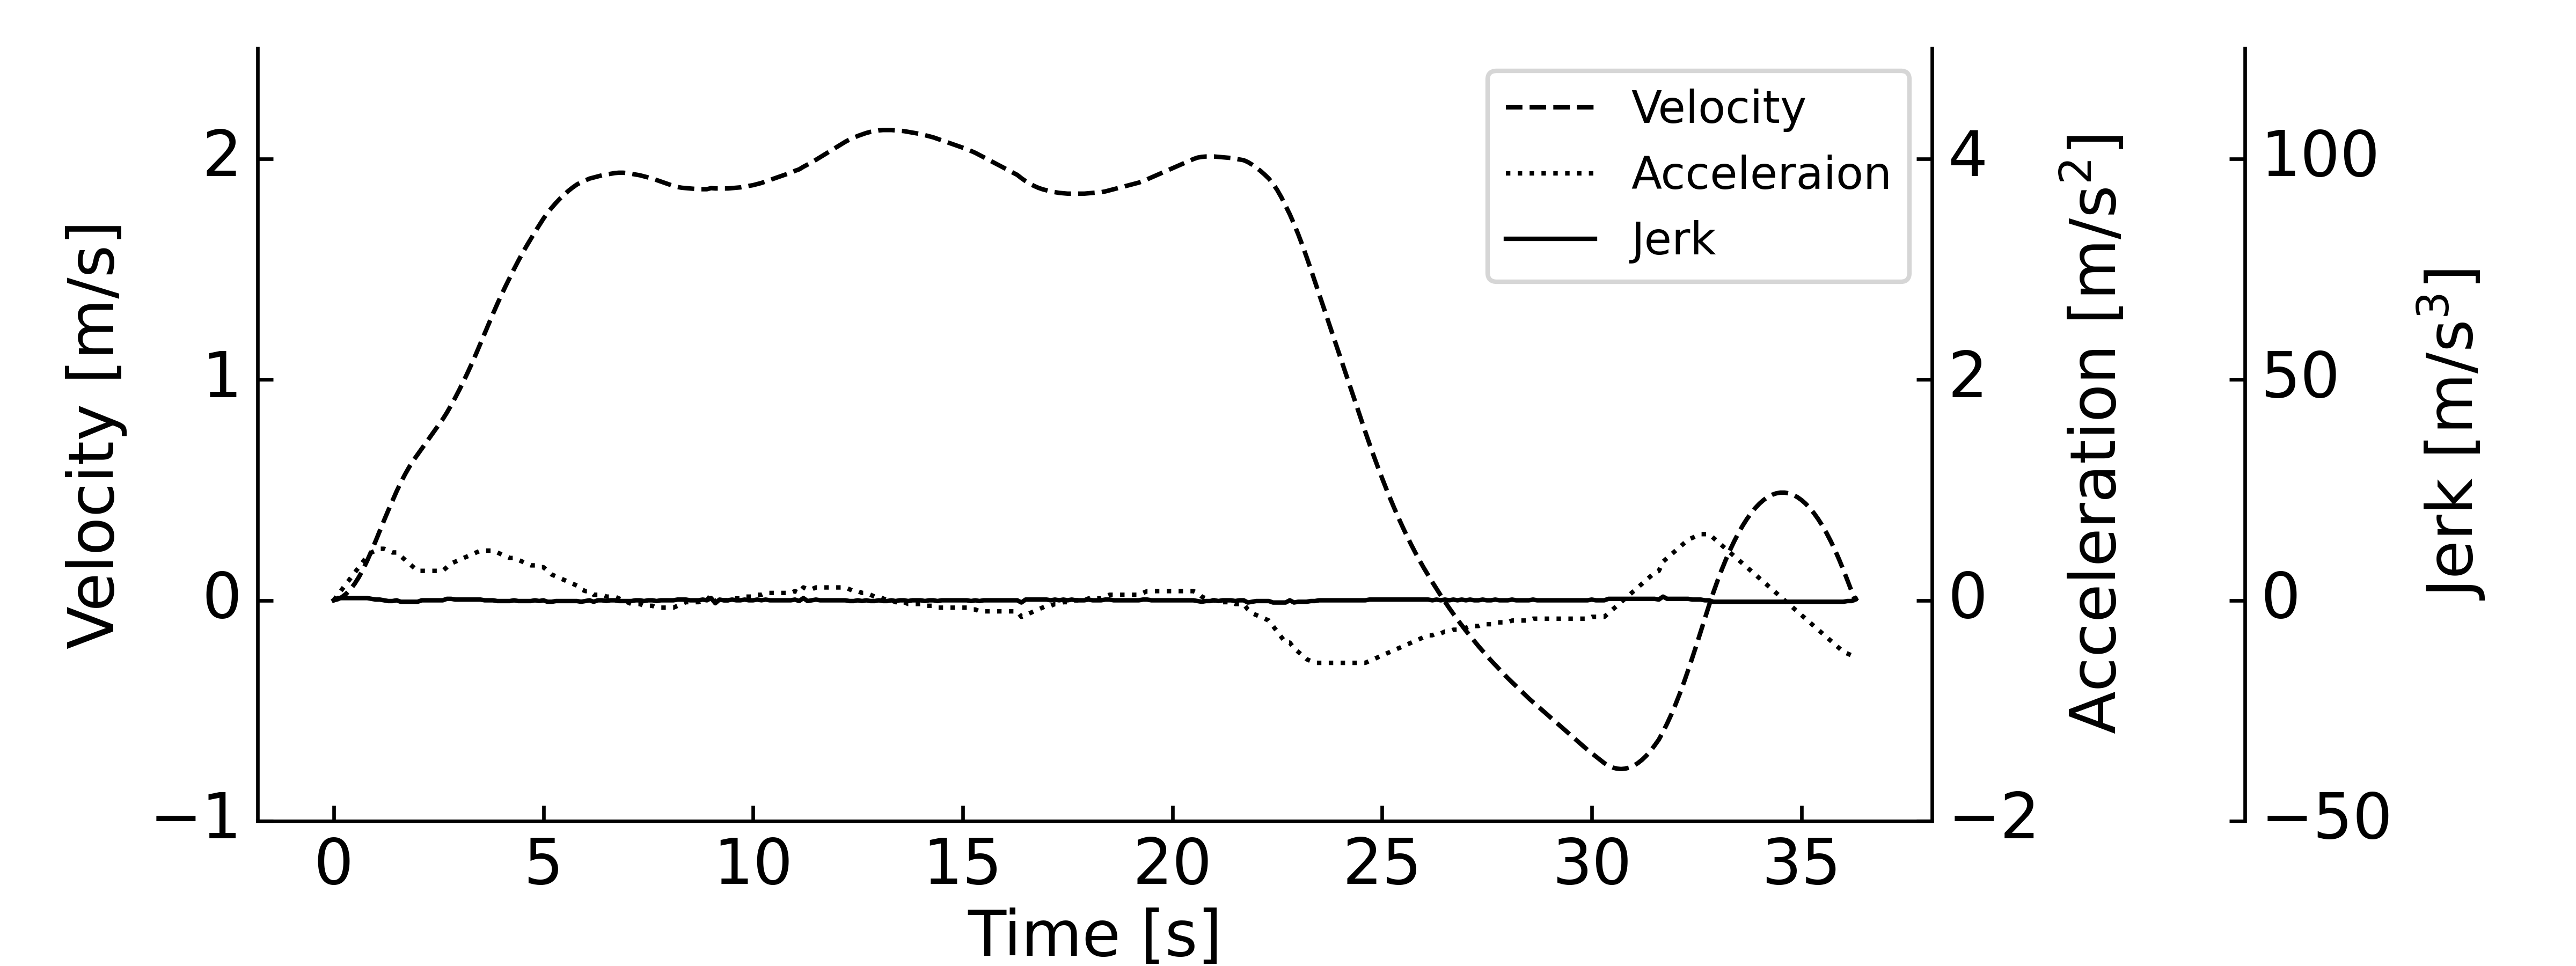 Velocity
Acceleraion
Jerk
2
1
0
−1
Velocity [m/s]
4
2
0
−2
Acceleration [m/s²]
100
50
0
−50
Jerk [m/s³]
0 5 10 15 20 25 30 35
Time [s]